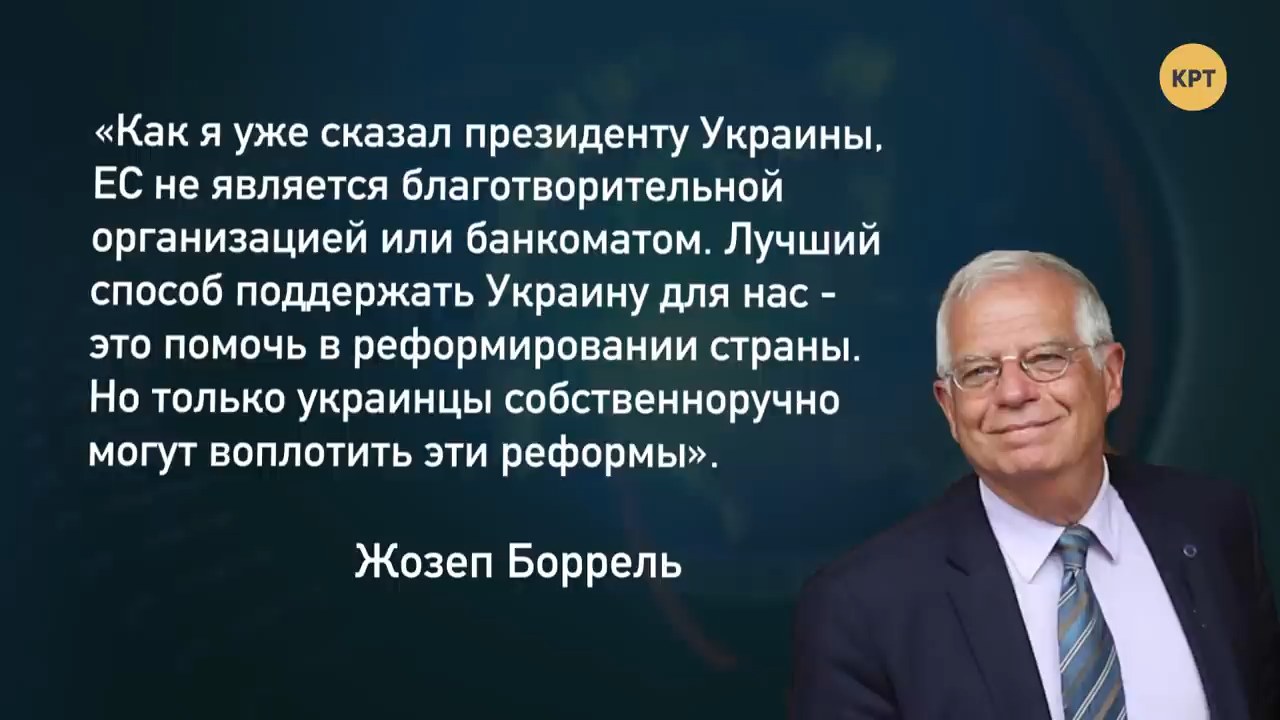 КРТ
«Как я уже сказал президенту Украины,
ЕС не является благотворительной
организацией или банкоматом. Лучший
способ поддержать Украину для нас -
это помочь в реформировании страны.
Но только украинцы собственноручно
могут воплотить эти реформы».
Жозеп Боррель